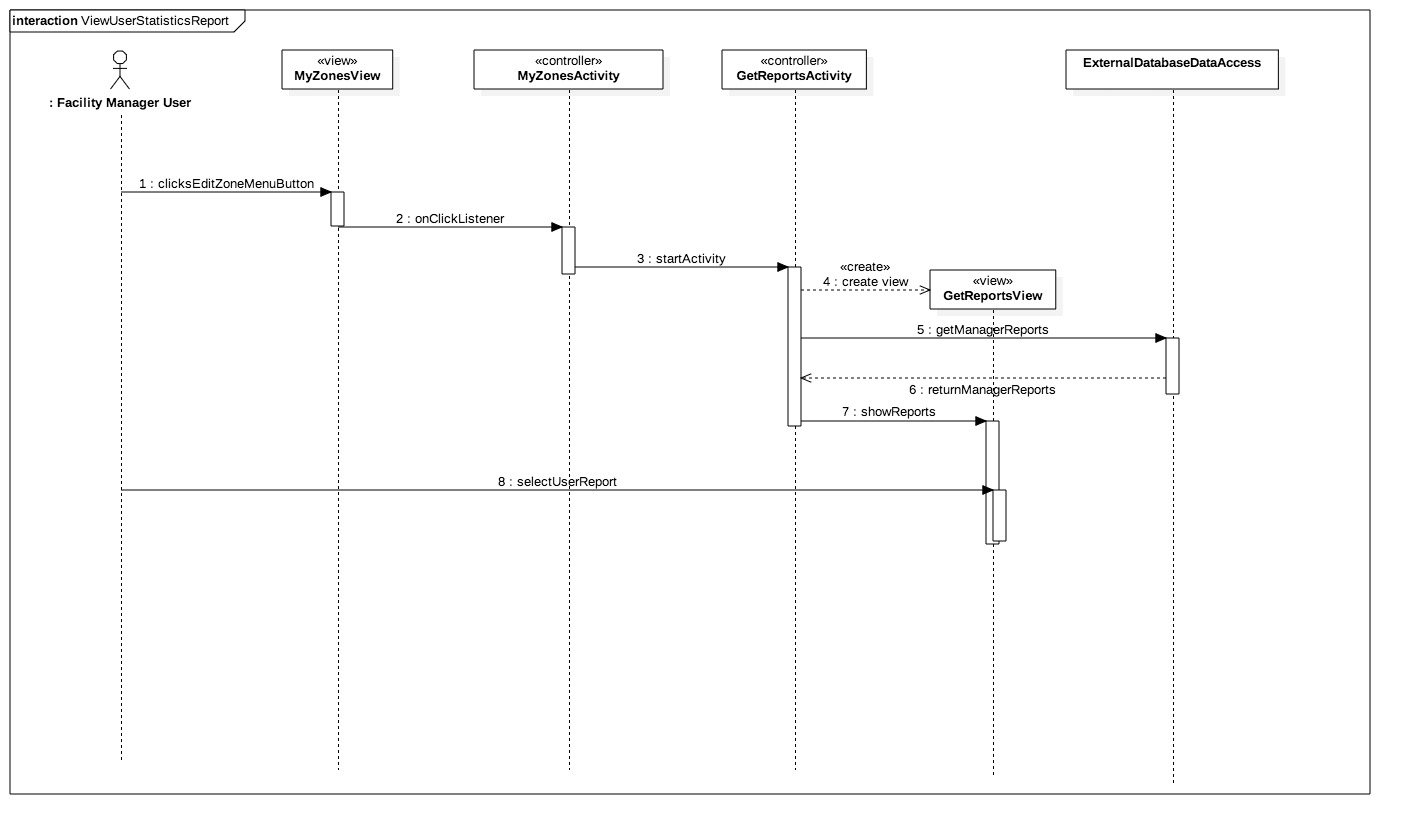 interaction ViewUserStatisticsReport
«view»
MyZonesView
«controller»
MyZonesActivity
«controller»
GetReportsActivity
ExternalDatabaseDataAccess
: Facility Manager User
1 : clicksEditZoneMenuButton
2 : onClickListener
3 : startActivity
«create»
4 : create view
«view»
GetReportsView
5 : getManagerReports
6 : returnManagerReports
7 : showReports
8 : selectUserReport